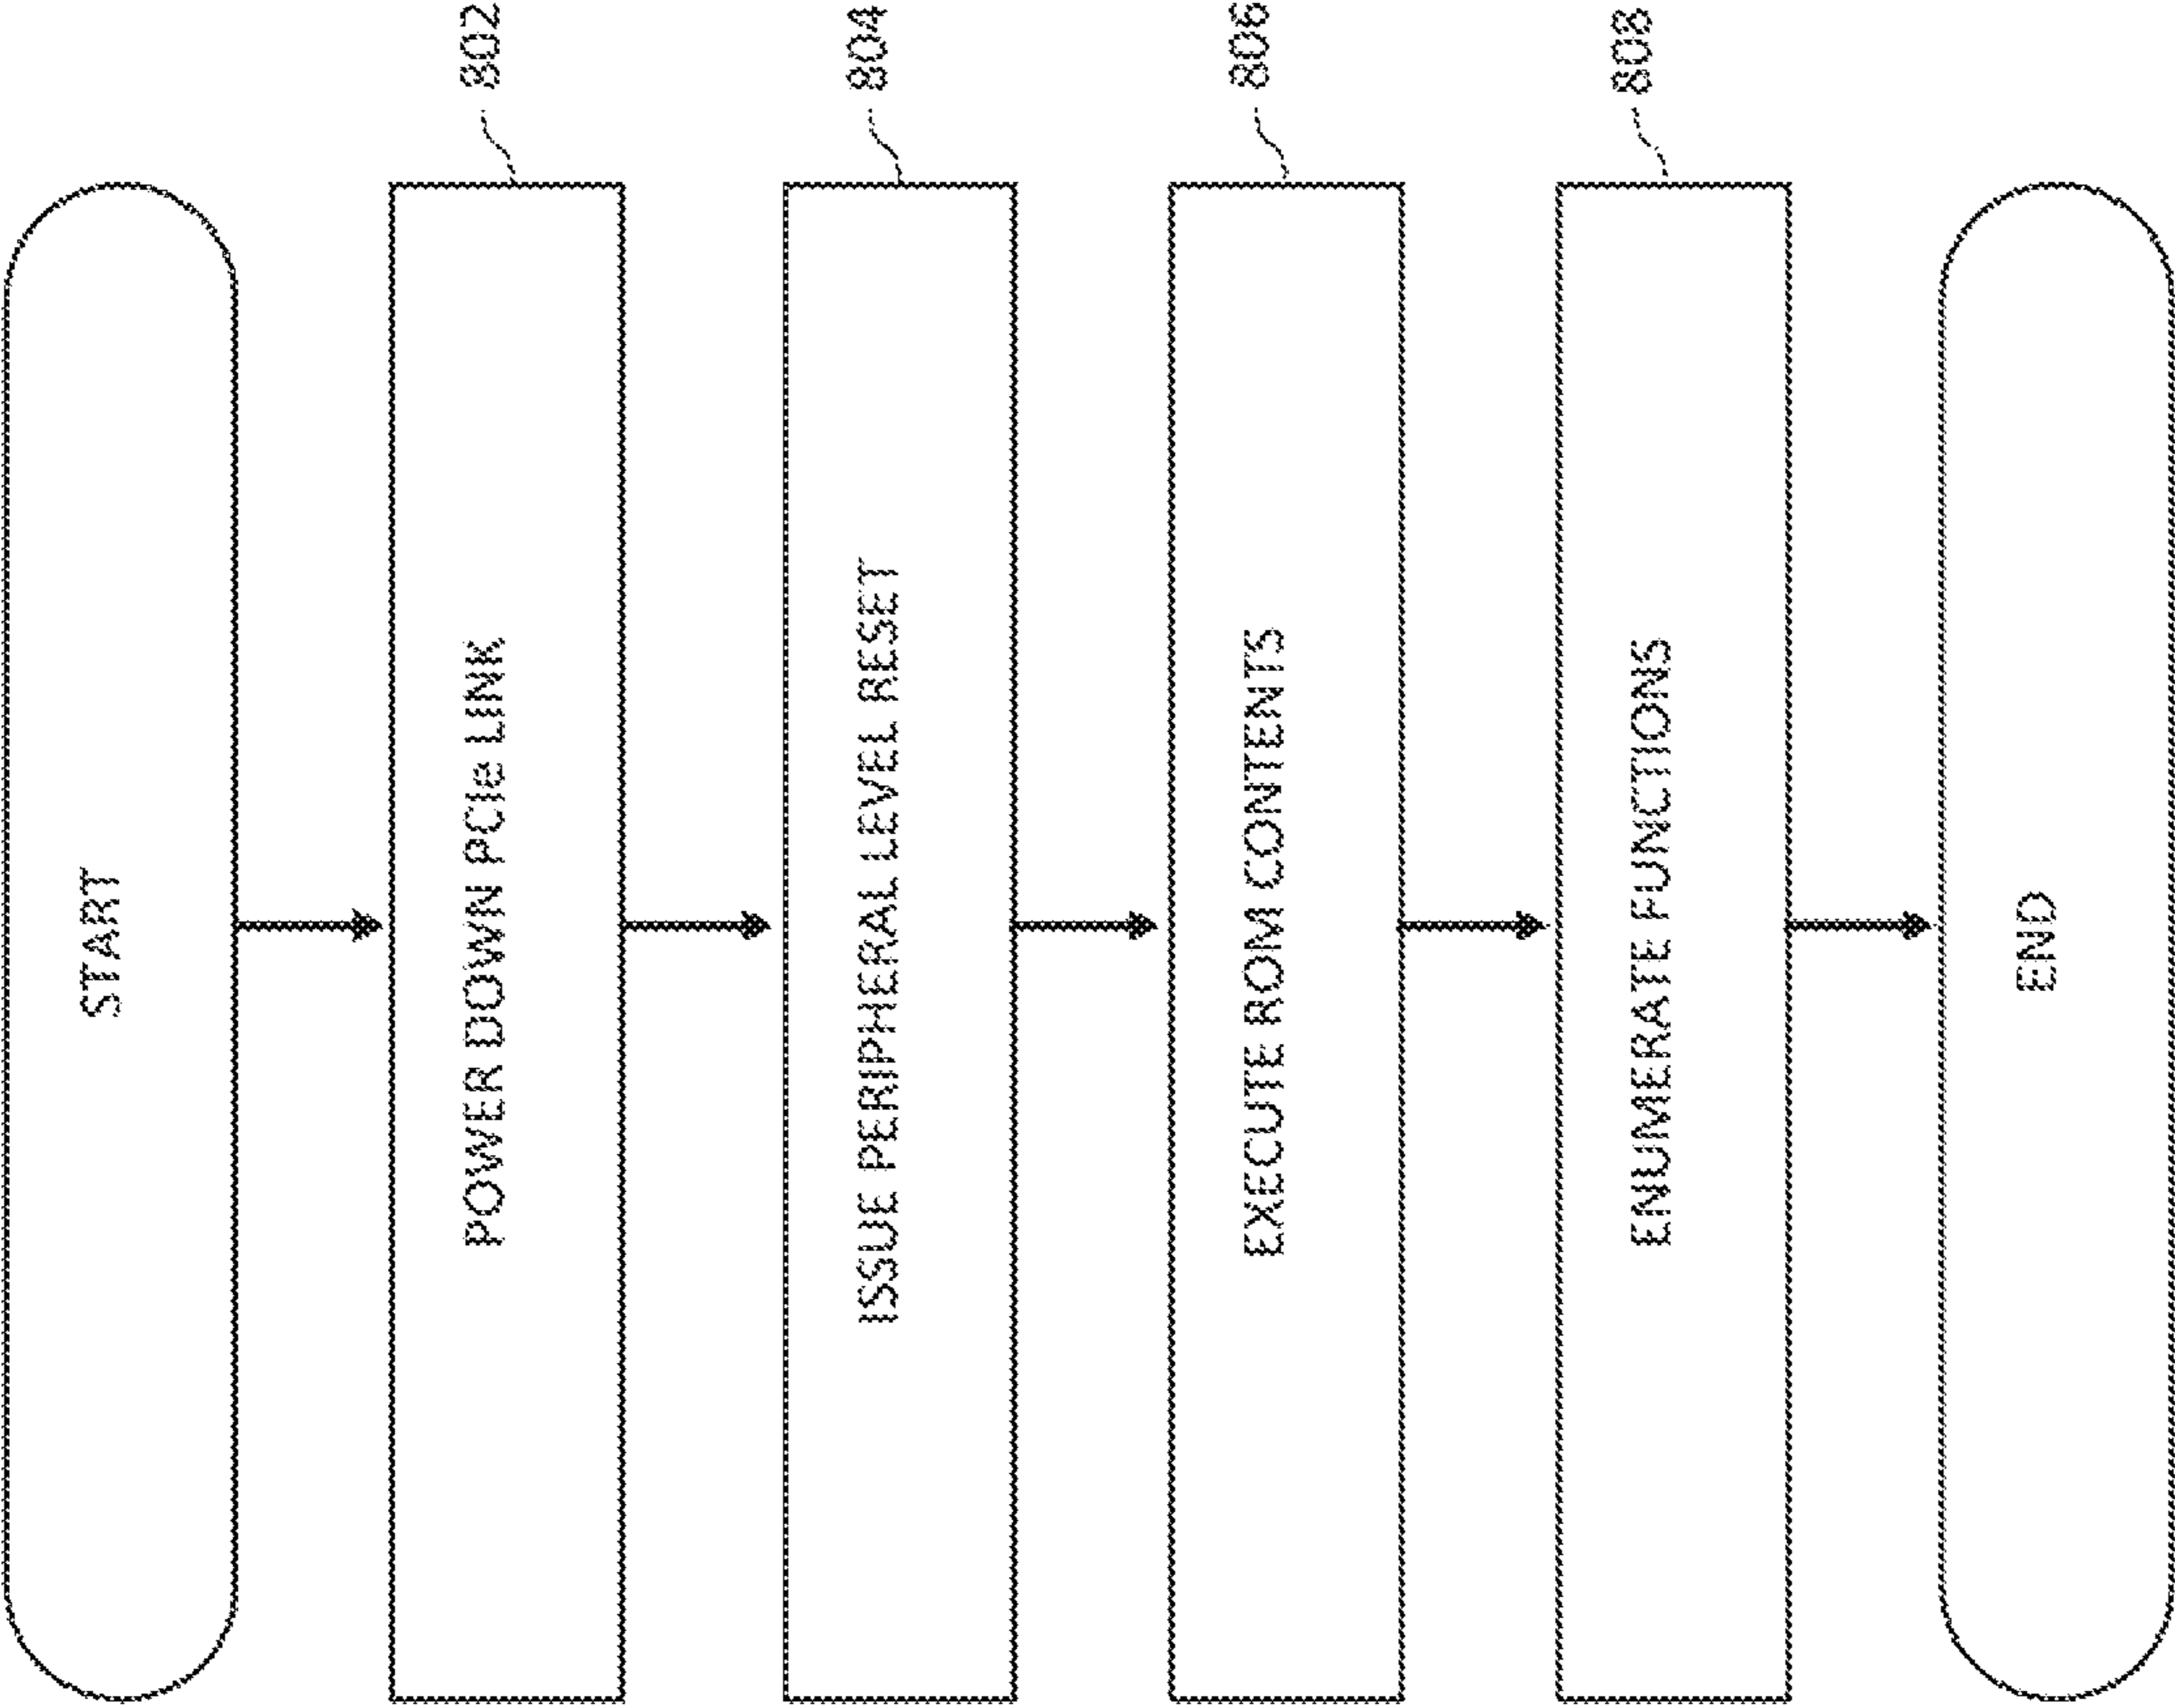 START
POWER DOWN PCIe LINK
802
ISSUE PERIPHERAL LEVEL RESET
804
EXECUTE ROM CONTENTS
806
ENUMERATE FUNCTIONS
808
END